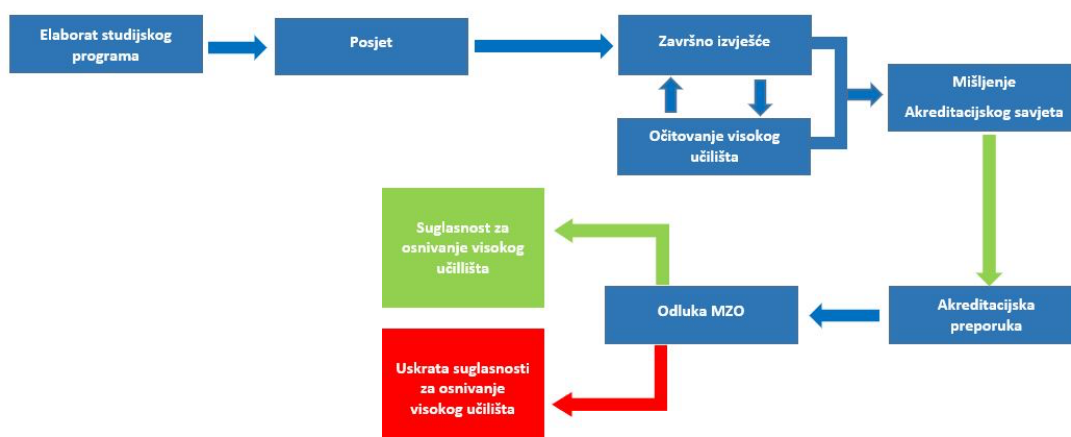 Elaborat studijskog
programa
Posjet
Završno izvješće
Očitovanje visokog
učilišta
Mišljenje
Akreditacijskog savjeta
Akreditacijska
preporuka
Odluka MZO
Suglasnost za
osnivanje visokog
učillišta
Uskrata suglasnosti
za osnivanje
visokog učilišta